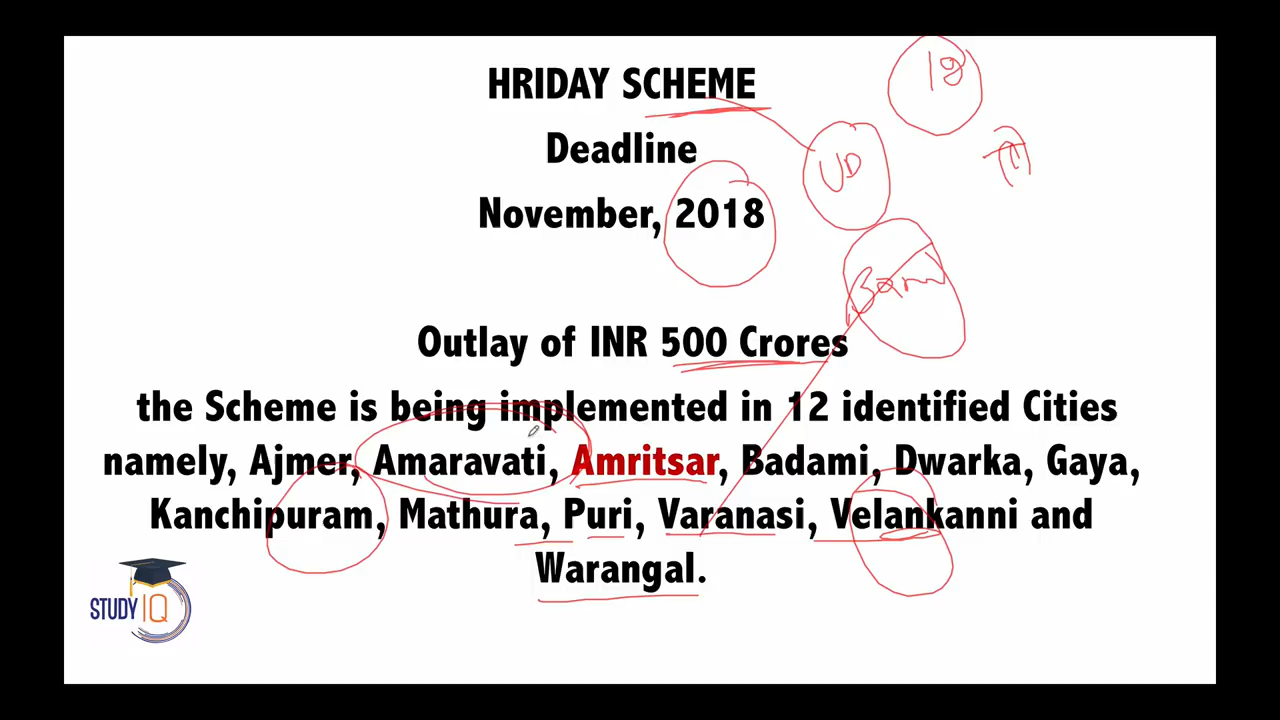 HRIDAY SCHEME
Deadline
November, 2018
UD
Outlay of INR 500 Crores
the Scheme is being implemented in 12 identified Cities
namely, Ajmer, Amaravati, Amritsar, Badami, Dwarka, Gaya,
Kanchipuram, Mathura, Puri, Varanasi, Velankanni and
Warangal.
STUDY IQ